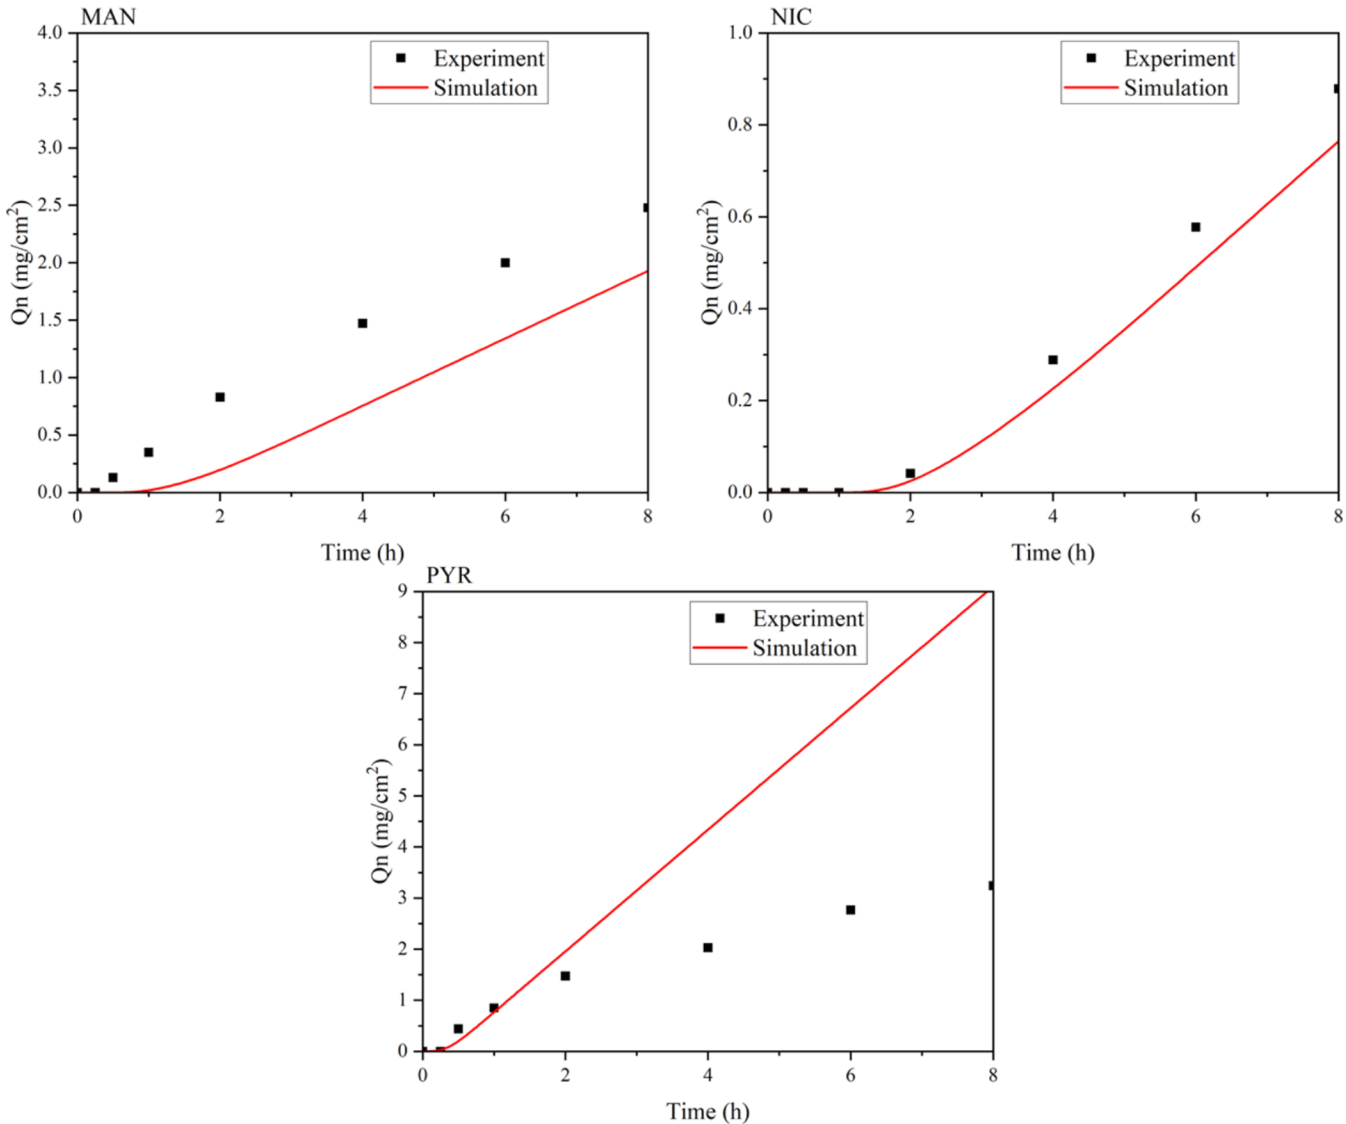 MAN
4.0
3.5
3.0
2.5
2.0
1.5
1.0
0.5
0.0
Qn (mg/cm²)
Experiment
Simulation
0 2 4 6 8
Time (h)
NIC
1.0
0.8
0.6
0.4
0.2
0.0
Qn (mg/cm²)
Experiment
Simulation
0 2 4 6 8
Time (h)
PYR
9
8
7
6
5
4
3
2
1
0
Qn (mg/cm²)
Experiment
Simulation
0 2 4 6 8
Time (h)